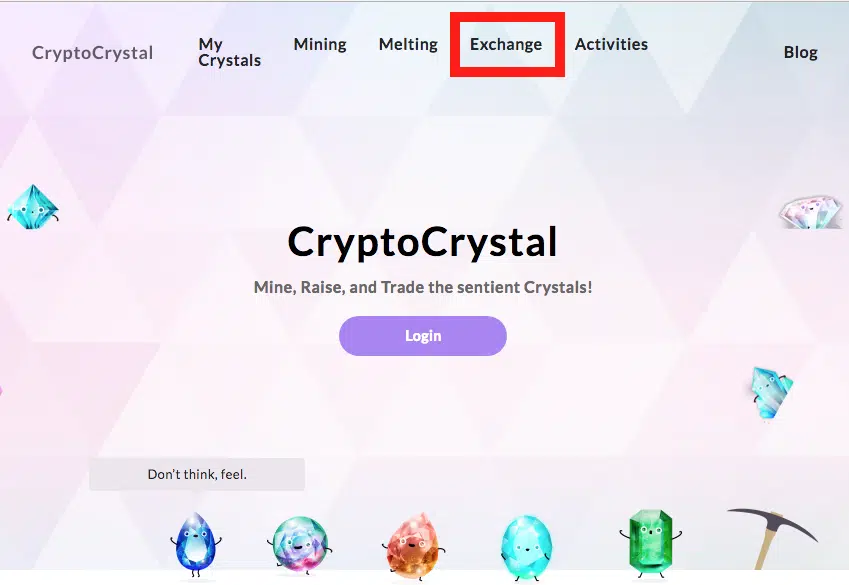 CryptoCrystal
My
Crystals
Mining
Melting
Exchange
Activities
Blog
CryptoCrystal
Mine, Raise, and Trade the sentient Crystals!
Login
Don't think, feel.